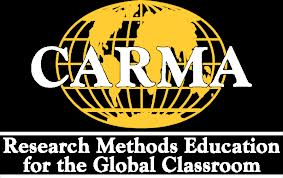 CARMA
Research Methods Education
for the Global Classroom